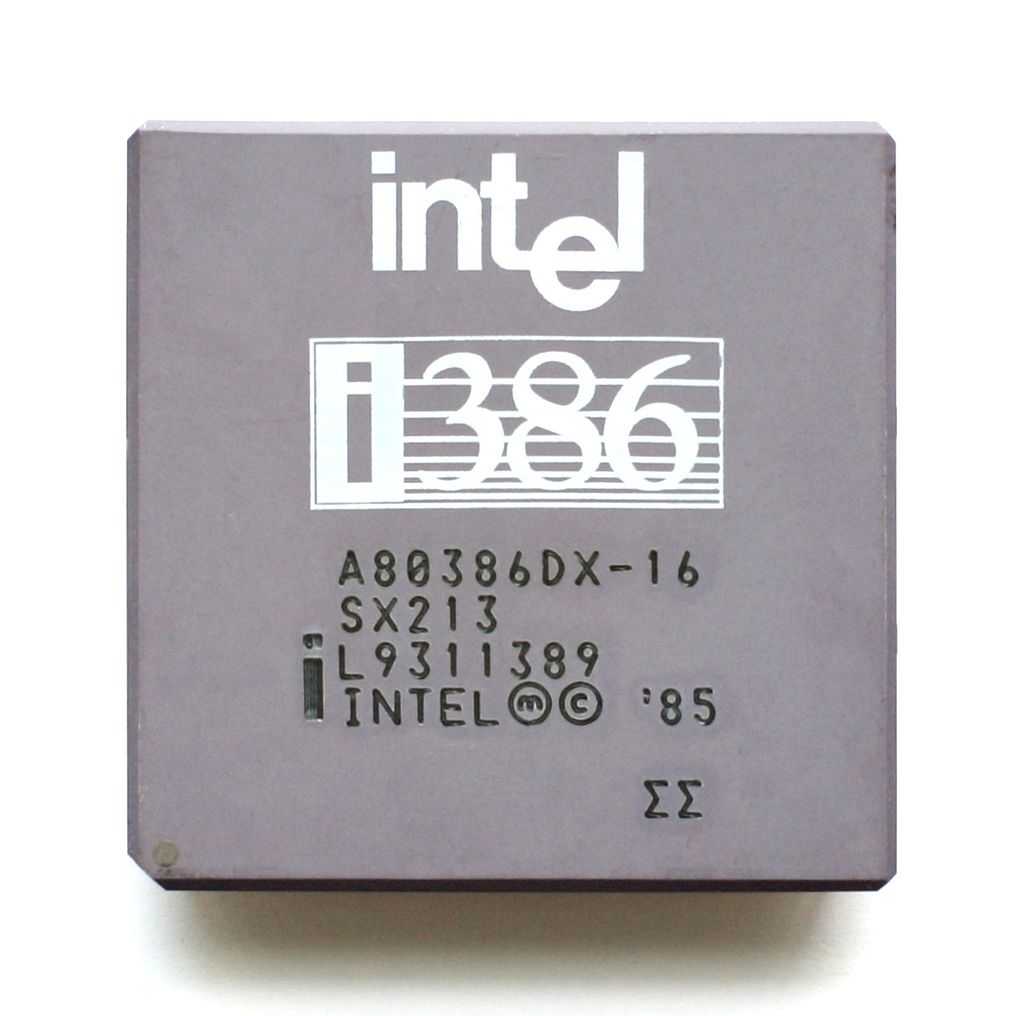 intel
i386
A80386DX-16
SX213
L9311389
INTEL Ⓜ © '85
ΣΣ